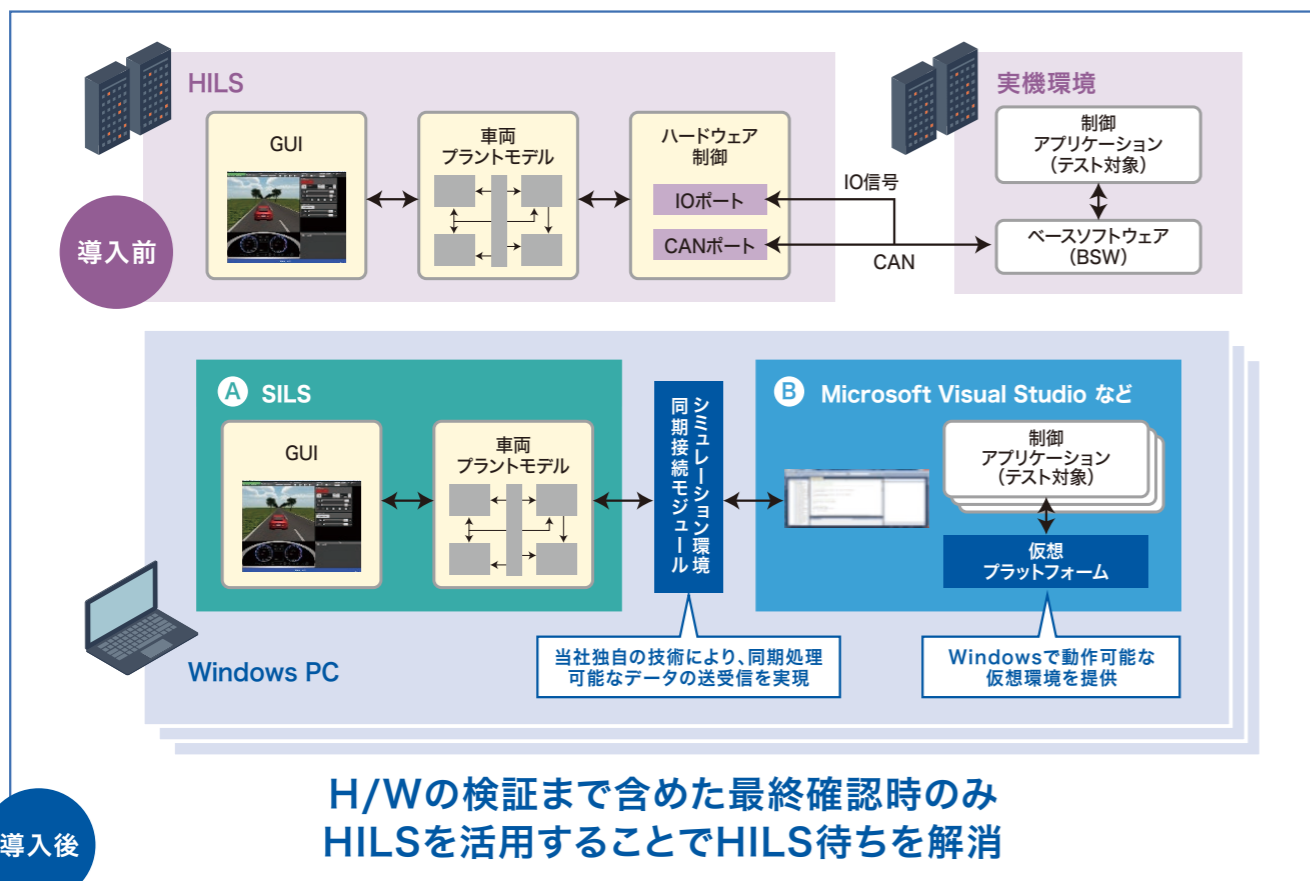 HILS
実機環境
導入前
GUI
車両
プラントモデル
ハードウェア
制御
IOポート
CANポート
IO信号
CAN
制御
アプリケーション
(テスト対象)
ベースソフトウェア
(BSW)
A SILS
GUI
車両
プラントモデル
シミュレーション環境
同期接続モジュール
B Microsoft Visual Studio など
制御
アプリケーション
(テスト対象)
仮想
プラットフォーム
Windows PC
当社独自の技術により、同期処理
可能なデータの送受信を実現
Windowsで動作可能な
仮想環境を提供
導入後
H/Wの検証まで含めた最終確認時のみ
HILSを活用することでHILS待ちを解消